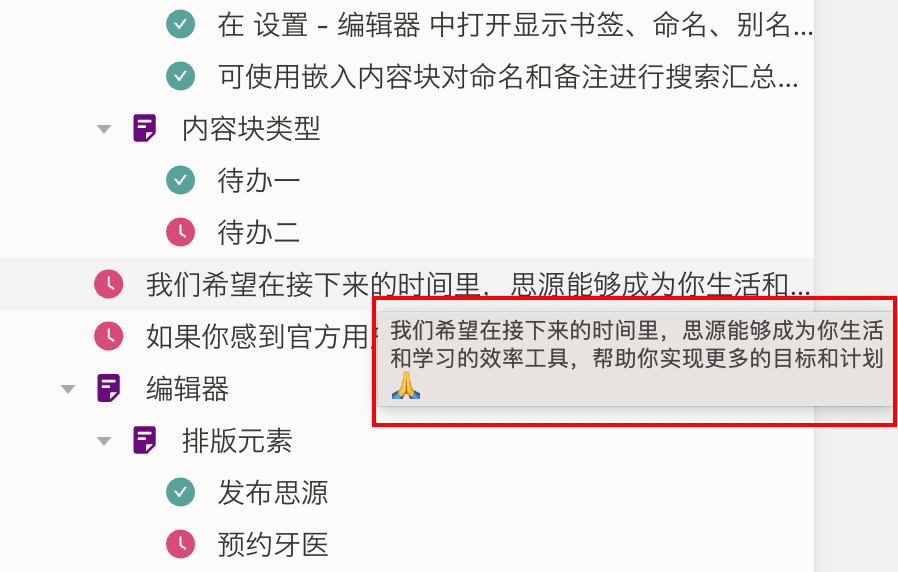 在 设置 - 编辑器 中打开显示书签、命名、别名...
可使用嵌入内容块对命名和备注进行搜索汇总...
内容块类型
待办一
待办二
我们希望在接下来的时间里，思源能够成为你生活和...
如果你感到官方用
我们希望在接下来的时间里，思源能够成为你生活
和学习的效率工具，帮助你实现更多的目标和计划
🙏
编辑器
排版元素
发布思源
预约牙医